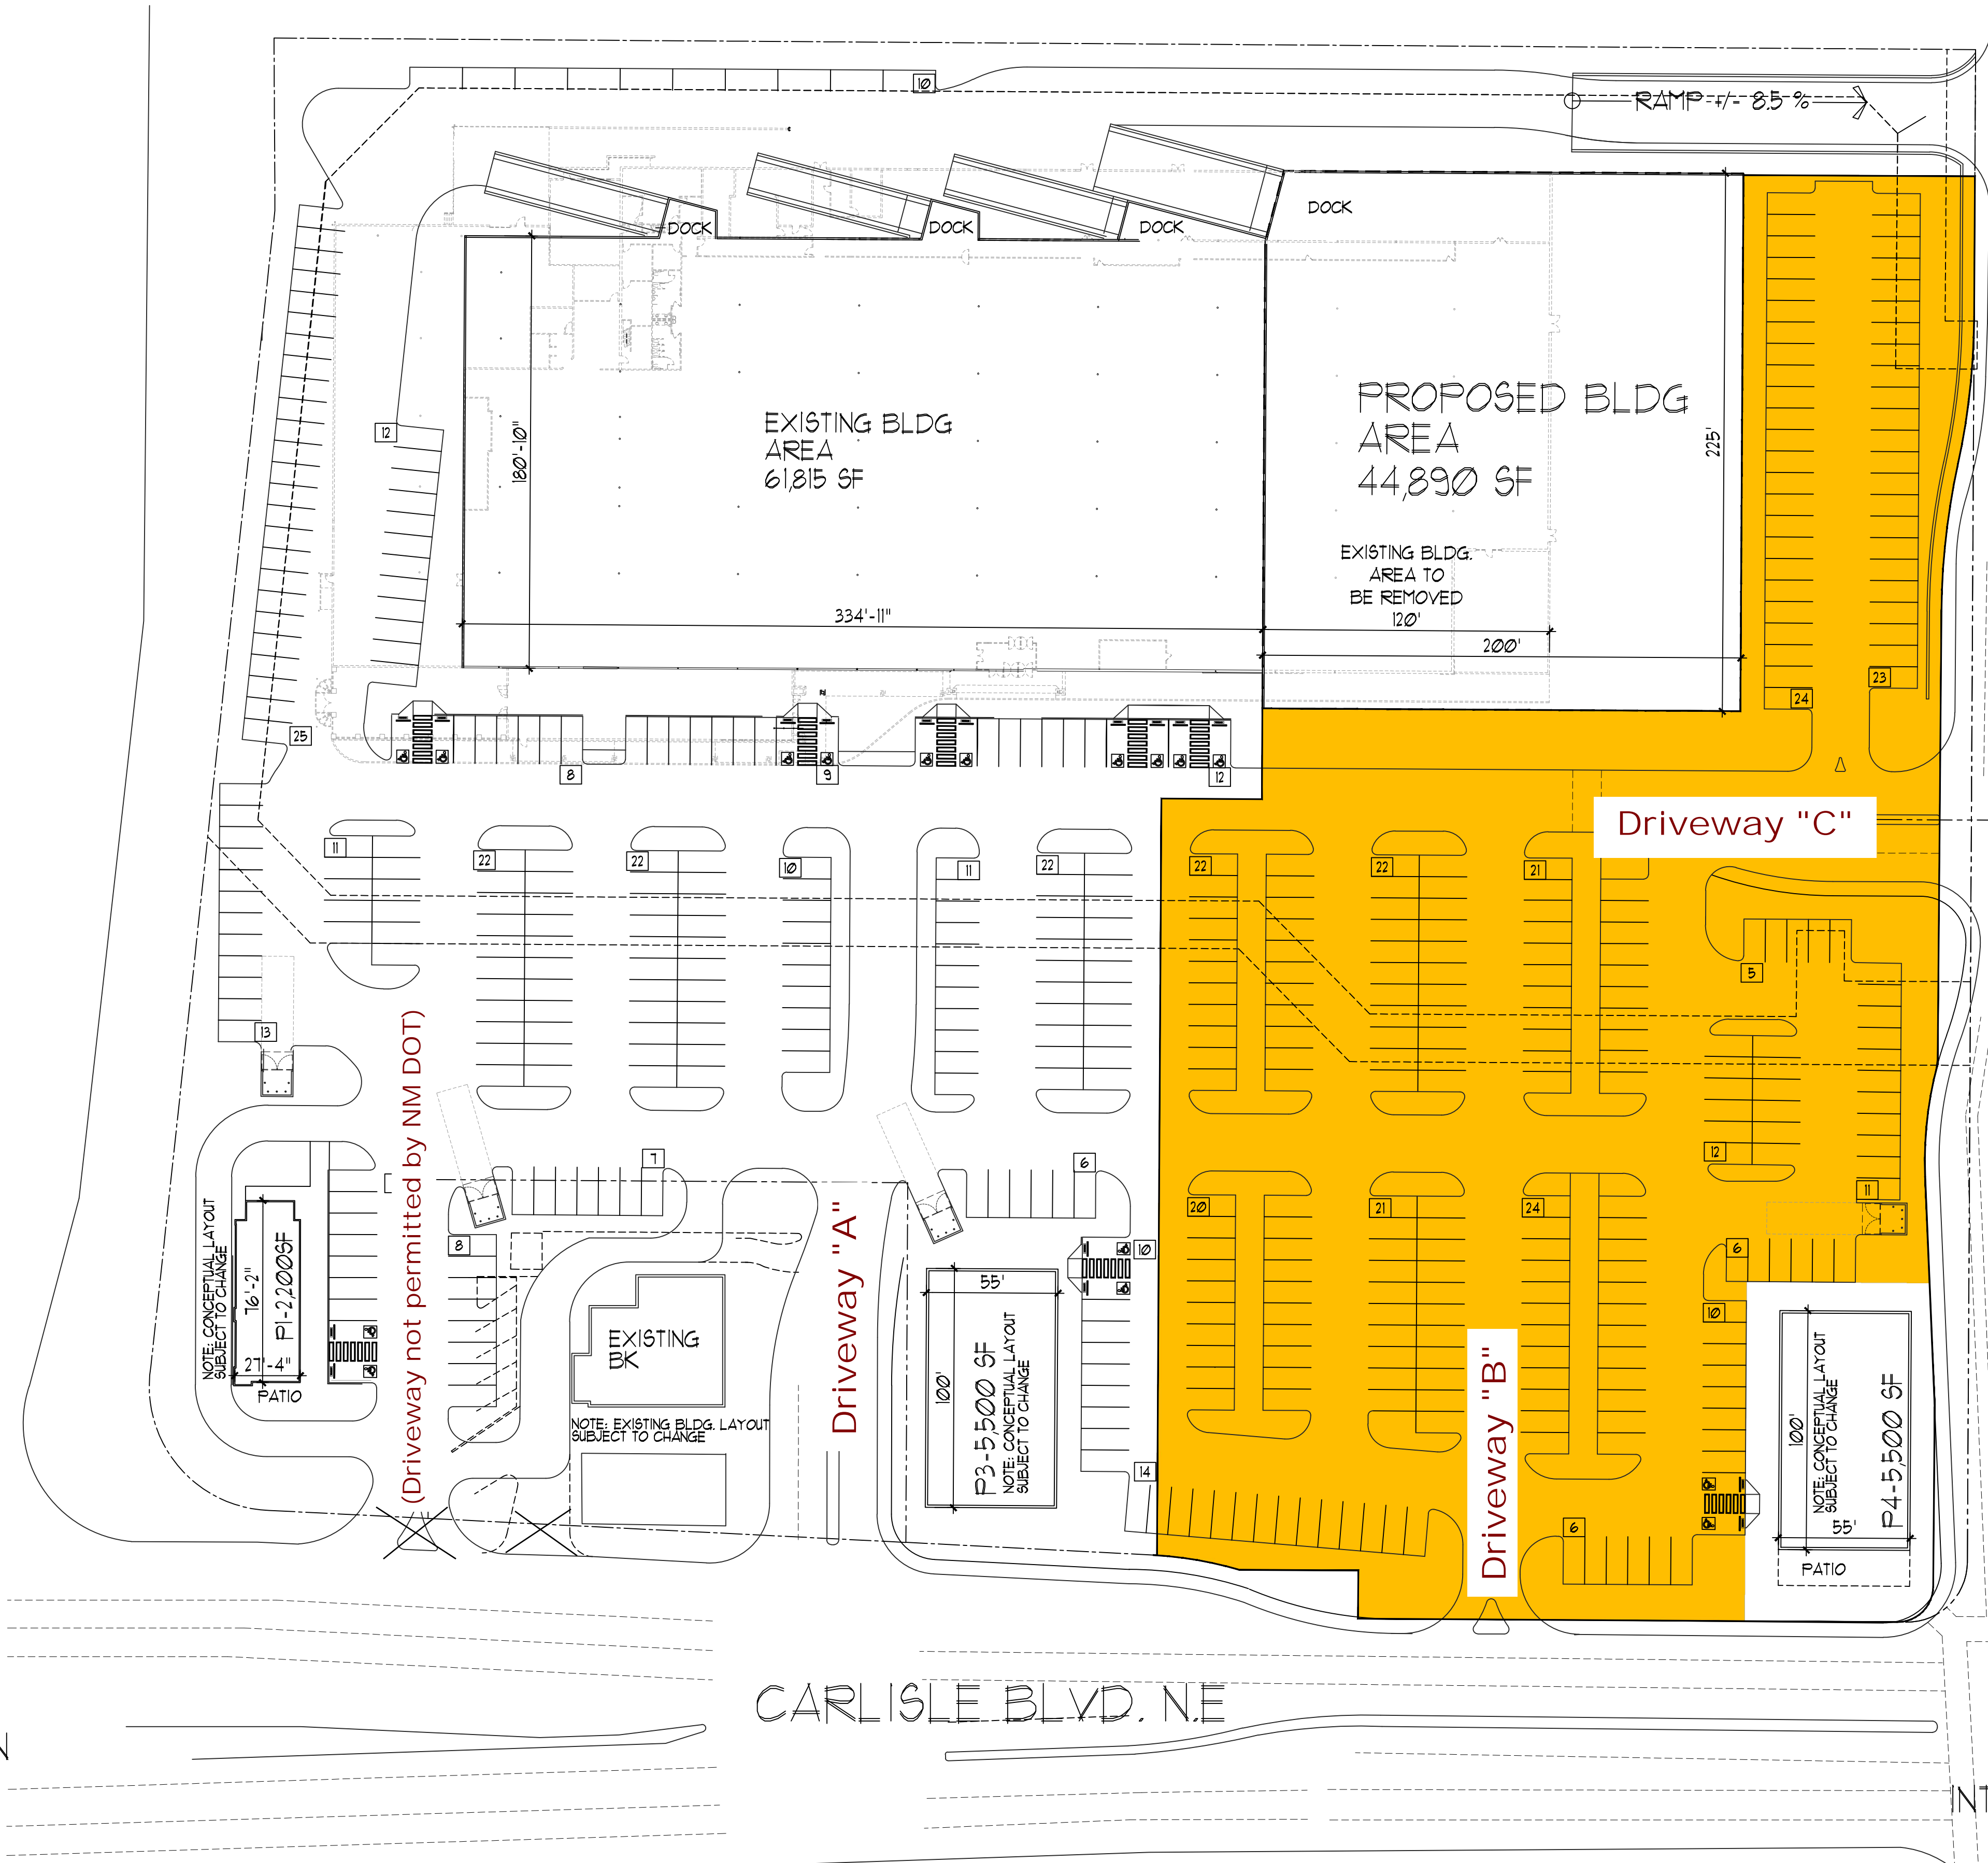 10
RAMP +/- 8.5 %
DOCK
DOCK
DOCK
DOCK
12
180'-10"
EXISTING BLDG
AREA
61,815 SF
PROPOSED BLDG
AREA
44,890 SF
225'
EXISTING BLDG.
AREA TO
BE REMOVED
120'
334'-11"
200'
25
24
23
8
9
12
Driveway "C"
11
22
22
10
11
22
22
22
21
5
13
(Driveway not permitted by NM DOT)
7
6
12
11
NOTE: CONCEPTUAL LAYOUT
SUBJECT TO CHANGE
76'-2"
P1-2,200SF
27'-4"
PATIO
8
EXISTING
BK
NOTE: EXISTING BLDG. LAYOUT
SUBJECT TO CHANGE
Driveway "A"
55'
100'
P3-5,500 SF
NOTE: CONCEPTUAL LAYOUT
SUBJECT TO CHANGE
10
14
20
21
24
6
10
Driveway "B"
6
100'
NOTE: CONCEPTUAL LAYOUT
SUBJECT TO CHANGE
P4-5,500 SF
55'
PATIO
CARLISLE BLVD. N.E
N
INT